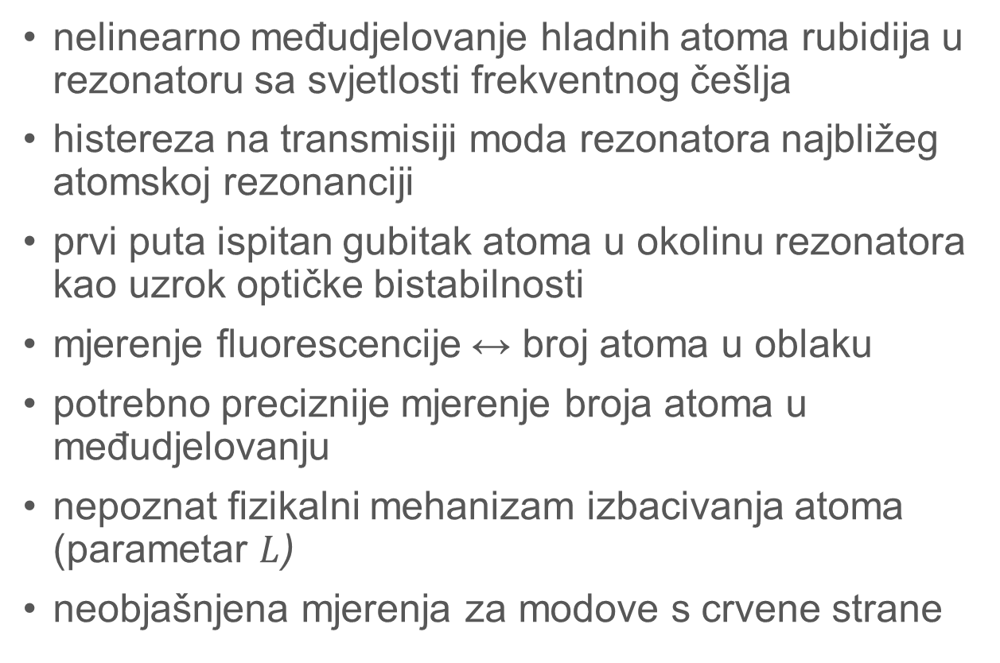 • nelinearno međudjelovanje hladnih atoma rubidija u
rezonatoru sa svjetlosti frekventnog češlja
• histereza na transmisiji moda rezonatora najbližeg
atomskoj rezonanciji
• prvi puta ispitan gubitak atoma u okolinu rezonatora
kao uzrok optičke bistabilnosti
• mjerenje fluorescencije ↔ broj atoma u oblaku
• potrebno preciznije mjerenje broja atoma u
međudjelovanju
• nepoznat fizikalni mehanizam izbacivanja atoma
(parametar L)
• neobjašnjena mjerenja za modove s crvene strane